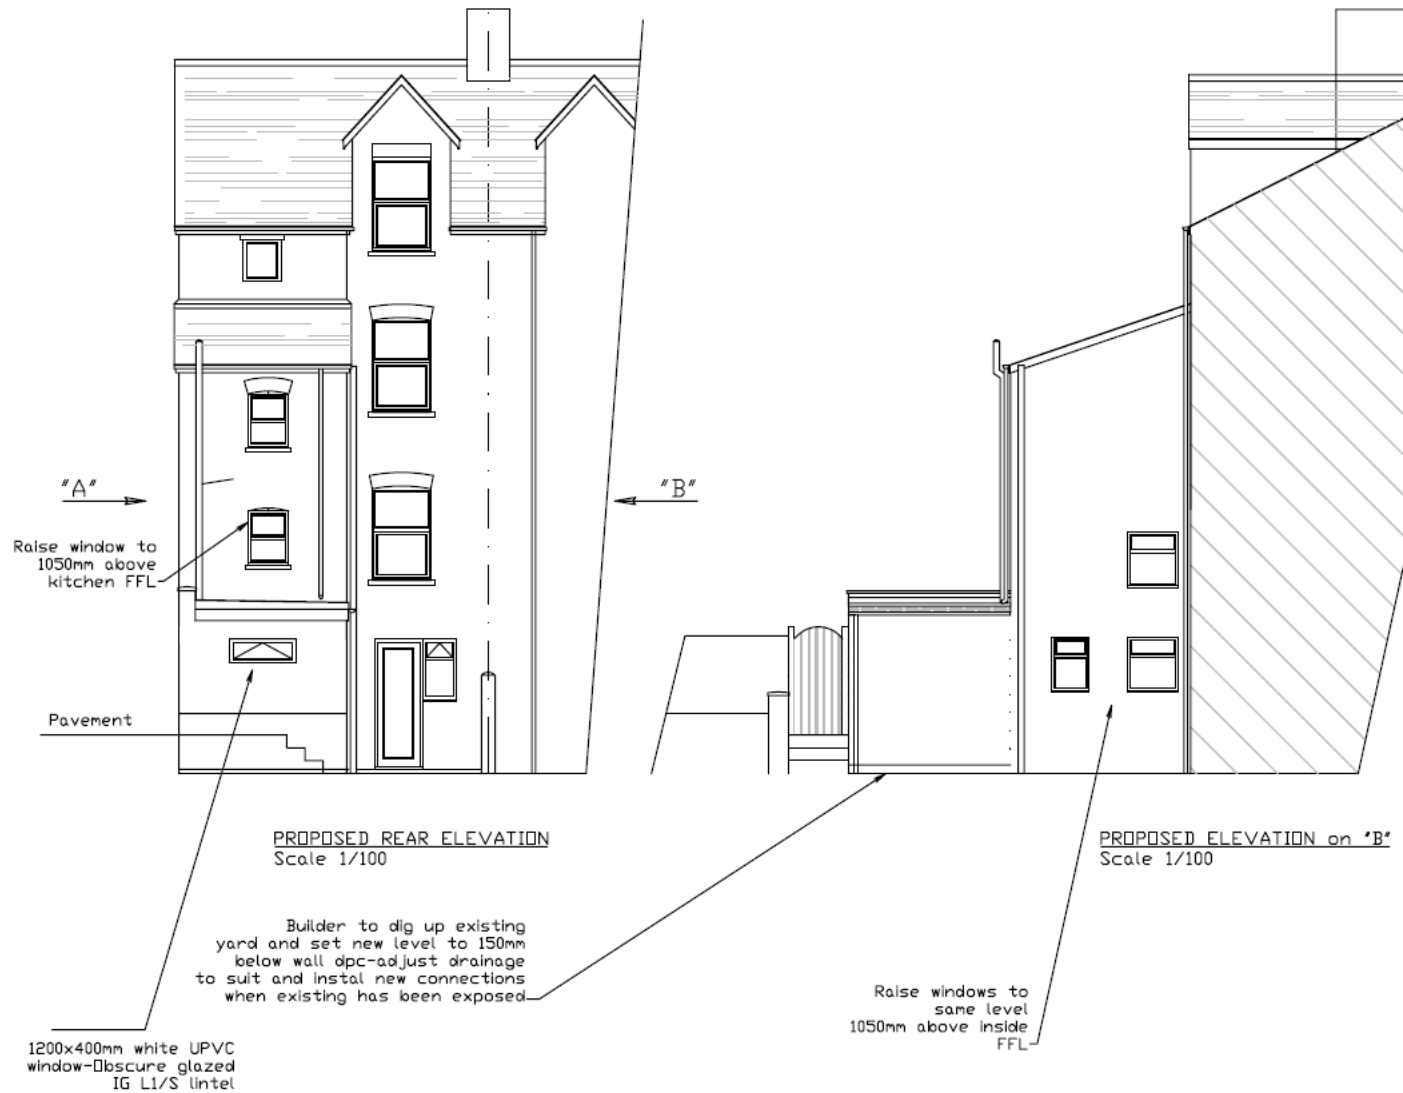 "A"
"B"
Raise window to
1050mm above
kitchen FFL
Pavement
PROPOSED REAR ELEVATION
Scale 1/100
PROPOSED ELEVATION on "B"
Scale 1/100
Builder to dig up existing
yard and set new level to 150mm
below wall dpc-adjust drainage
to suit and instal new connections
when existing has been exposed
Raise windows to
same level
1050mm above inside
FFL
1200x400mm white UPVC
window-Obscure glazed
IG L1/S lintel